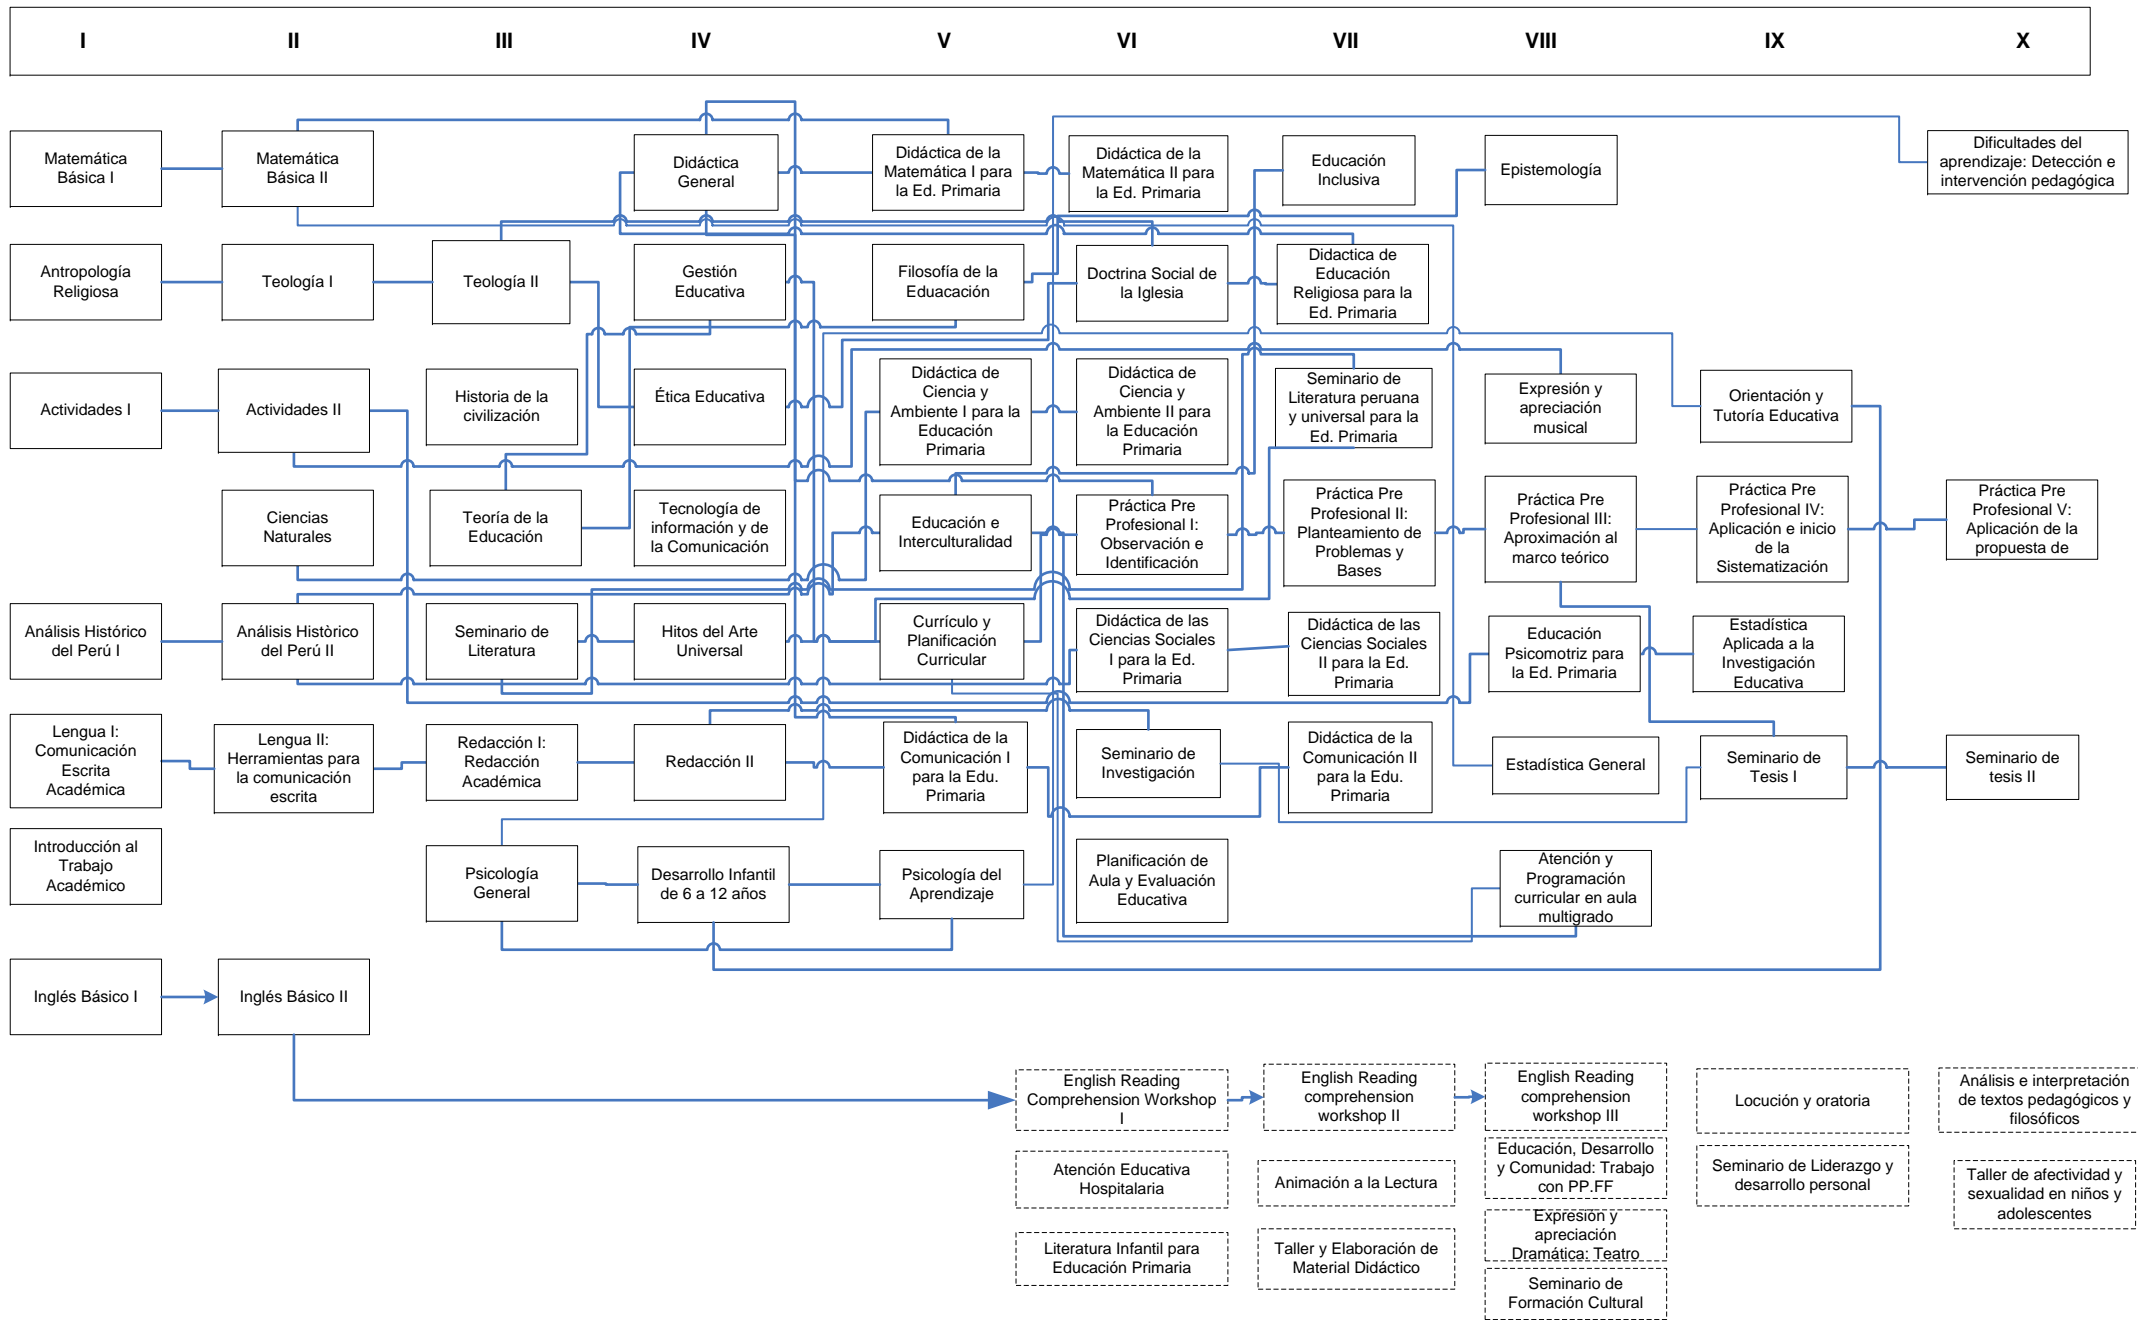 I II III IV V VI VII VIII IX X
Matemática
Básica I
Matemática
Básica II
Didáctica
General
Didáctica de la
Matemática I para
la Ed. Primaria
Didáctica de la
Matemática II para
la Ed. Primaria
Educación
Inclusiva
Epistemología
Dificultades del
aprendizaje: Detección e
intervención pedagógica
Antropología
Religiosa
Teología I
Teología II
Gestión
Educativa
Filosofía de la
Eduacación
Doctrina Social de
la Iglesia
Didactica de
Educación
Religiosa para la
Ed. Primaria
Actividades I
Actividades II
Historia de la
civilización
Ética Educativa
Didáctica de
Ciencia y
Ambiente I para la
Educación
Primaria
Didáctica de
Ciencia y
Ambiente II para
la Educación
Primaria
Seminario de
Literatura peruana
y universal para la
Ed. Primaria
Expresión y
apreciación
musical
Orientación y
Tutoría Educativa
Ciencias
Naturales
Teoría de la
Educación
Tecnología de
información y de
la Comunicación
Educación e
Interculturalidad
Práctica Pre
Profesional I:
Observación e
Identificación
Práctica Pre
Profesional II:
Planteamiento de
Problemas y
Bases
Práctica Pre
Profesional III:
Aproximación al
marco teórico
Práctica Pre
Profesional IV:
Aplicación e inicio
de la
Sistematización
Práctica Pre
Profesional V:
Aplicación de la
propuesta de
Análisis Histórico
del Perú I
Análisis Històrico
del Perú II
Seminario de
Literatura
Hitos del Arte
Universal
Currículo y
Planificación
Curricular
Didáctica de las
Ciencias Sociales
I para la Ed.
Primaria
Didáctica de las
Ciencias Sociales
II para la Ed.
Primaria
Educación
Psicomotriz para
la Ed. Primaria
Estadística
Aplicada a la
Investigación
Educativa
Lengua I:
Comunicación
Escrita
Académica
Lengua II:
Herramientas para
la comunicación
escrita
Redacción I:
Redacción
Académica
Redacción II
Didáctica de la
Comunicación I
para la Edu.
Primaria
Seminario de
Investigación
Didáctica de la
Comunicación II
para la Edu.
Primaria
Estadística General
Seminario de
Tesis I
Seminario de
tesis II
Introducción al
Trabajo
Académico
Psicología
General
Desarrollo Infantil
de 6 a 12 años
Psicología del
Aprendizaje
Planificación de
Aula y Evaluación
Educativa
Atención y
Programación
curricular en aula
multigrado
Inglés Básico I
Inglés Básico II
English Reading
Comprehension Workshop
I
English Reading
comprehension
workshop II
English Reading
comprehension
workshop III
Locución y oratoria
Análisis e interpretación
de textos pedagógicos y
filosóficos
Atención Educativa
Hospitalaria
Animación a la Lectura
Educación, Desarrollo
y Comunidad: Trabajo
con PP.FF
Seminario de Liderazgo y
desarrollo personal
Taller de afectividad y
sexualidad en niños y
adolescentes
Literatura Infantil para
Educación Primaria
Taller y Elaboración de
Material Didáctico
Expresión y
apreciación
Dramática: Teatro
Seminario de
Formación Cultural